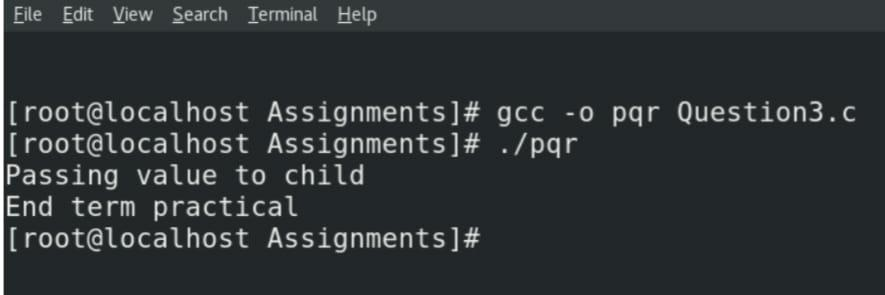 File Edit View Search Terminal Help
[root@localhost Assignments]# gcc -o pqr Question3.c
[root@localhost Assignments]# ./pqr
Passing value to child
End term practical
[root@localhost Assignments]#